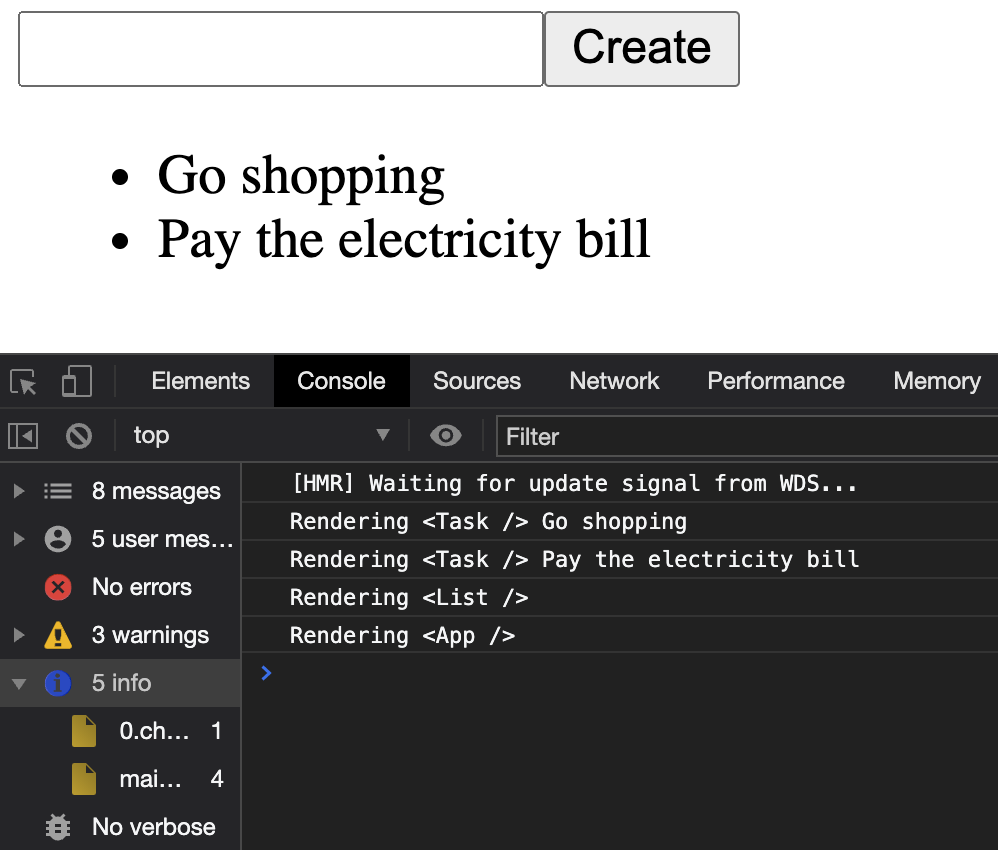 Create
Go shopping
Pay the electricity bill
Elements Console Sources Network Performance Memory
top Filter
8 messages
5 user mes...
No errors
3 warnings
5 info
0.ch... 1
mai... 4
No verbose
[HMR] Waiting for update signal from WDS...
Rendering <Task /> Go shopping
Rendering <Task /> Pay the electricity bill
Rendering <List />
Rendering <App />